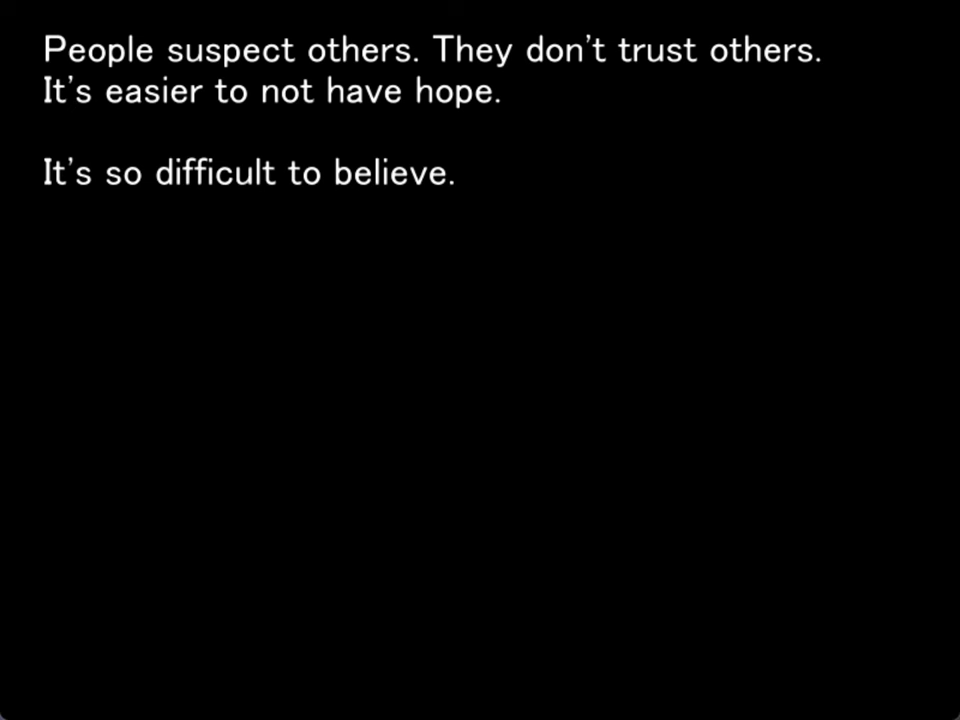 People suspect others. They don't trust others.
It's easier to not have hope.
It's so difficult to believe.